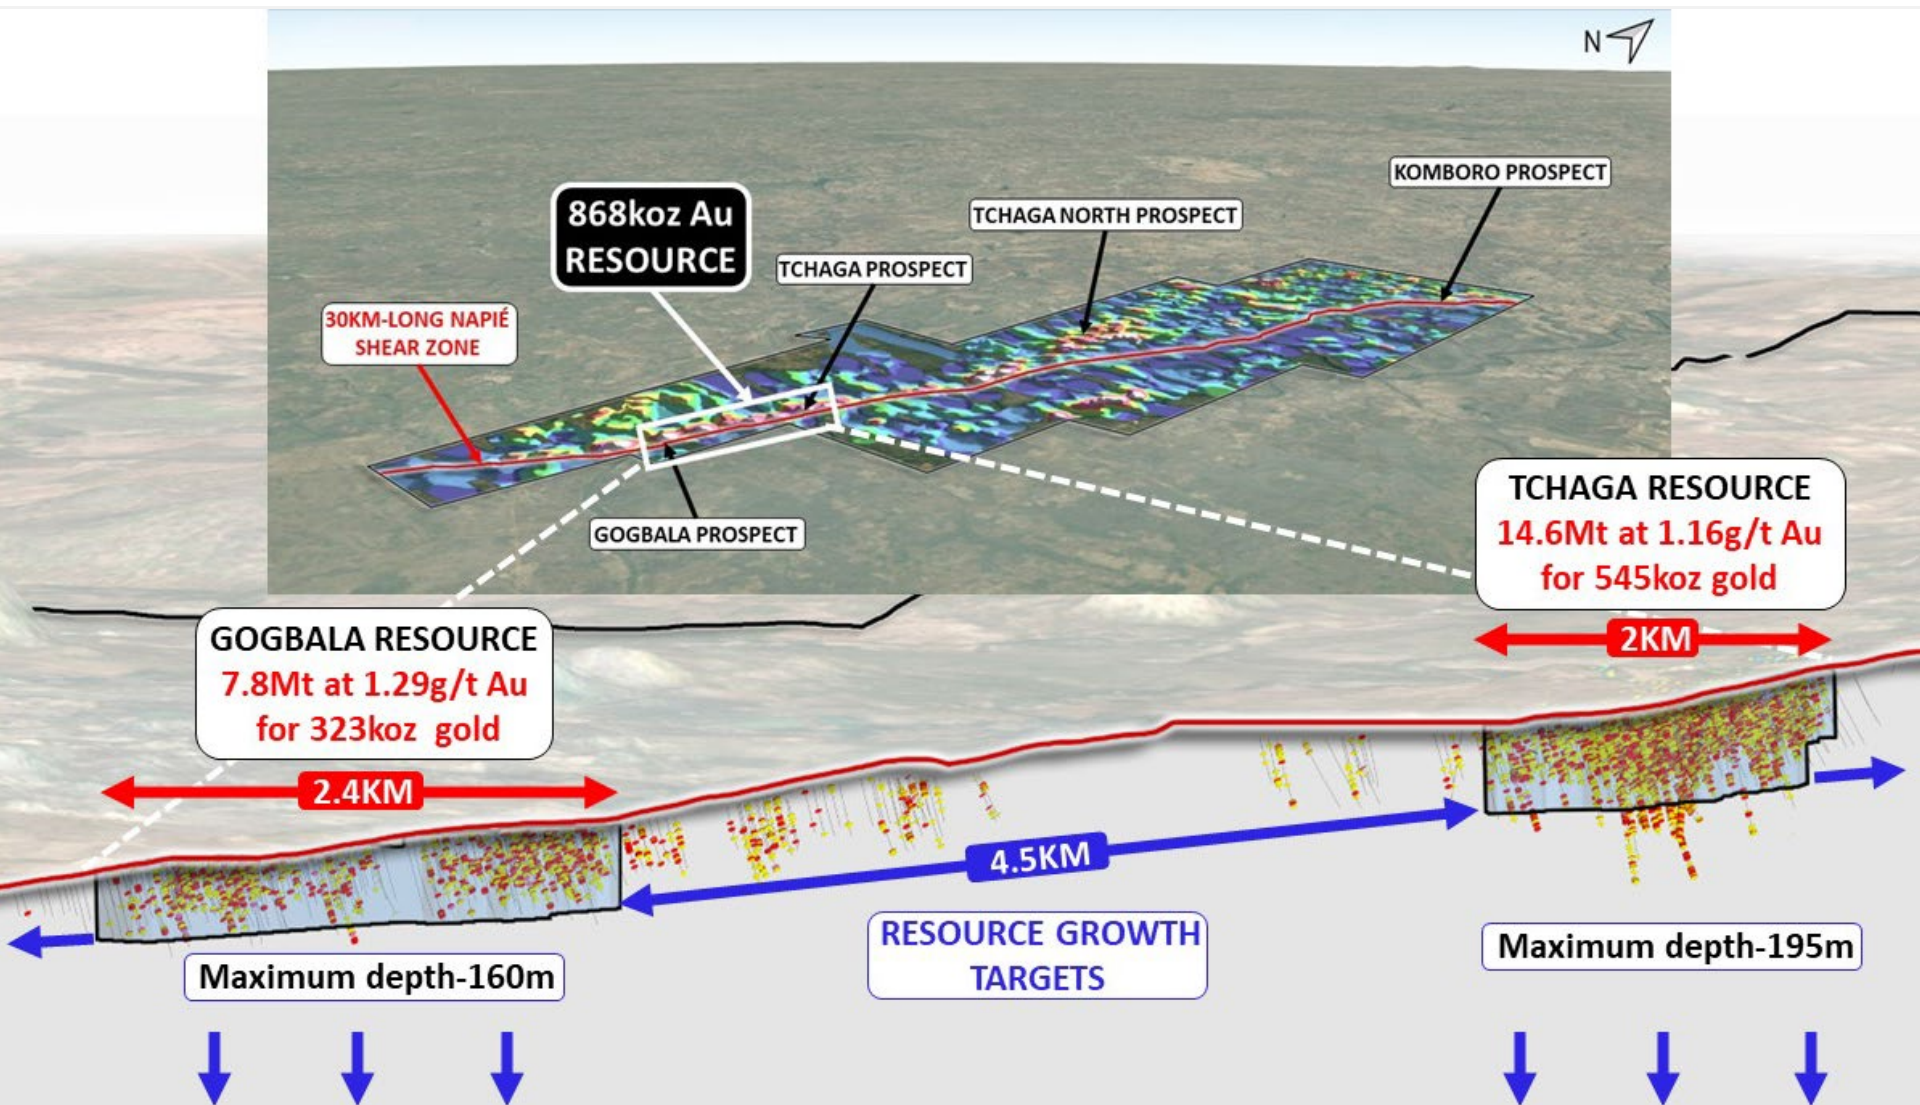 N
KOMBORO PROSPECT
868koz Au
RESOURCE
TCHAGA NORTH PROSPECT
TCHAGA PROSPECT
30KM-LONG NAPIÉ
SHEAR ZONE
GOGBALA PROSPECT
TCHAGA RESOURCE
14.6Mt at 1.16g/t Au
for 545koz gold
2KM
GOGBALA RESOURCE
7.8Mt at 1.29g/t Au
for 323koz gold
2.4KM
4.5KM
RESOURCE GROWTH
TARGETS
Maximum depth-160m
Maximum depth-195m